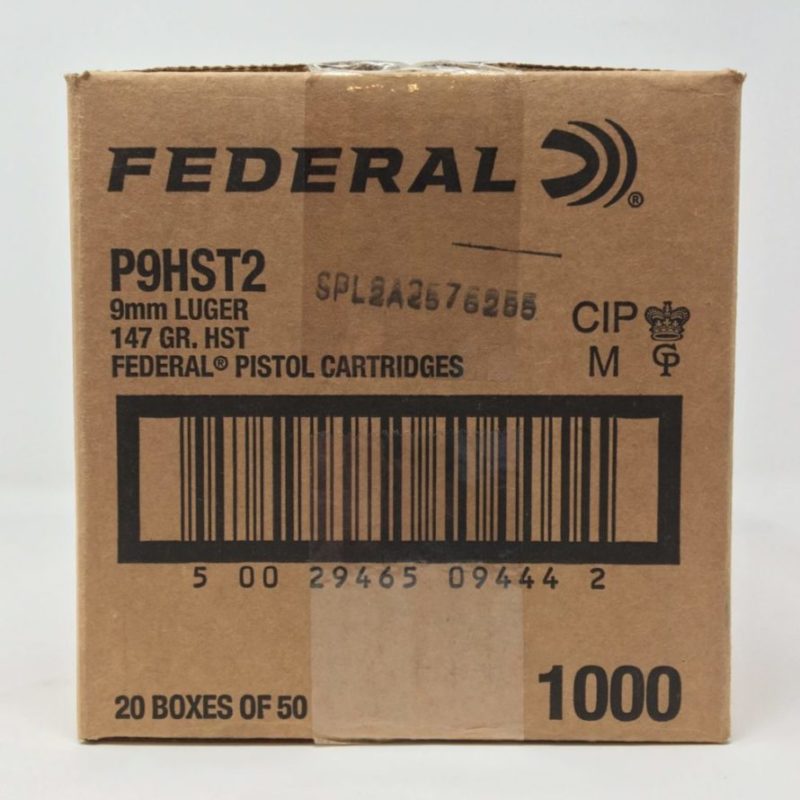 FEDERAL ®
P9HST2
9mm LUGER
147 GR. HST
FEDERAL® PISTOL CARTRIDGES
SPL2A2576255
CIP
M GP
5 00 29465 09444 2
20 BOXES OF 50
1000